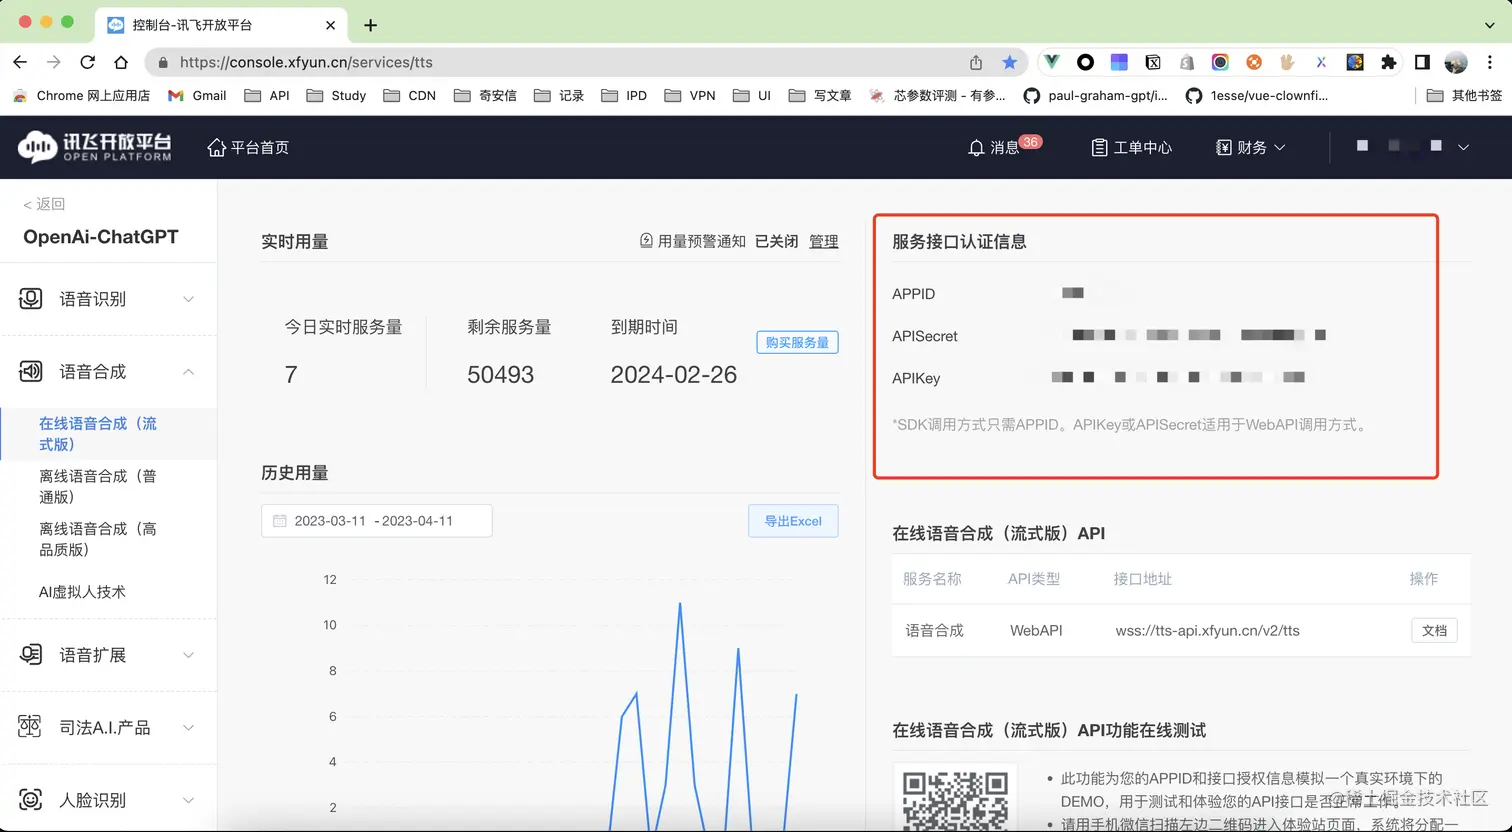 控制台-讯飞开放平台
https://console.xfyun.cn/services/tts
Chrome 网上应用店
Gmail
API
Study
CDN
奇安信
记录
IPD
VPN
UI
写文章
芯参数评测 - 有参...
paul-graham-gpt/i...
1esse/vue-clownfi...
其他书签
讯飞开放平台
OPEN PLATFORM
平台首页
消息
36
工单中心
财务
< 返回
OpenAi-ChatGPT
语音识别
语音合成
在线语音合成（流
式版）
离线语音合成（普
通版）
离线语音合成（高
品质版）
AI虚拟人技术
语音扩展
司法A.I.产品
人脸识别
实时用量
用量预警通知 已关闭 管理
今日实时服务量
7
剩余服务量
50493
到期时间
2024-02-26
购买服务量
历史用量
2023-03-11 - 2023-04-11
导出Excel
12
10
8
6
4
2
服务接口认证信息
APPID
APISecret
APIKey
*SDK调用方式只需APPID。APIKey或APISecret适用于WebAPI调用方式。
在线语音合成（流式版）API
服务名称 API类型 接口地址 操作
语音合成 WebAPI wss://tts-api.xfyun.cn/v2/tts 文档
在线语音合成（流式版）API功能在线测试
• 此功能为您的APPID和接口授权信息模拟一个真实环境下的
DEMO，用于测试和体验您的API接口是否正常工作。
• 请用手机微信扫描左边二维码进入体验站页面，系统将分配一
@稀土掘金技术社区